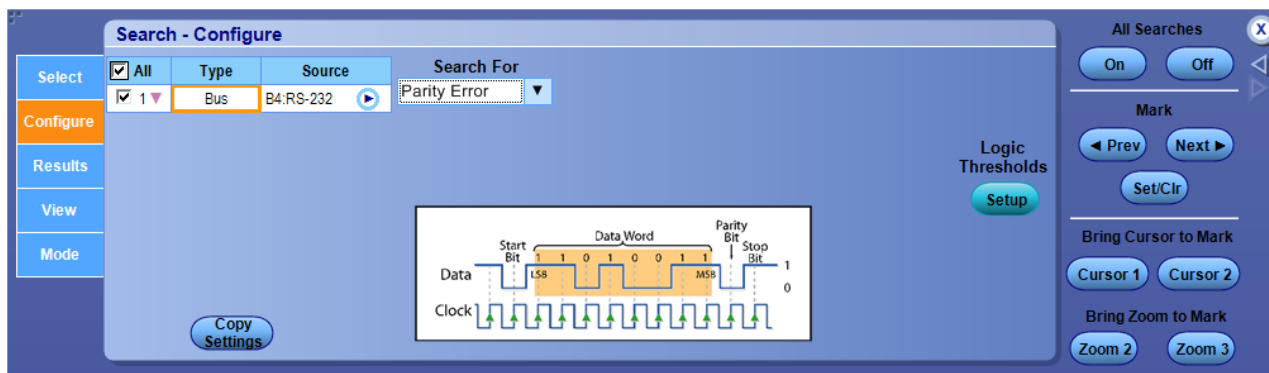 Search - Configure
All Searches
X
Select
Configure
Results
View
Mode
All Type Source
1 Bus B4:RS-232
Search For
Parity Error
On Off
Mark
Prev Next
Set/Clr
Logic
Thresholds
Setup
Start
Bit
Data Word
Parity
Bit
Stop
Bit
Data
1 1 0 1 0 0 1 1
LSB MSB
1
0
Clock
Copy
Settings
Bring Cursor to Mark
Cursor 1 Cursor 2
Bring Zoom to Mark
Zoom 2 Zoom 3